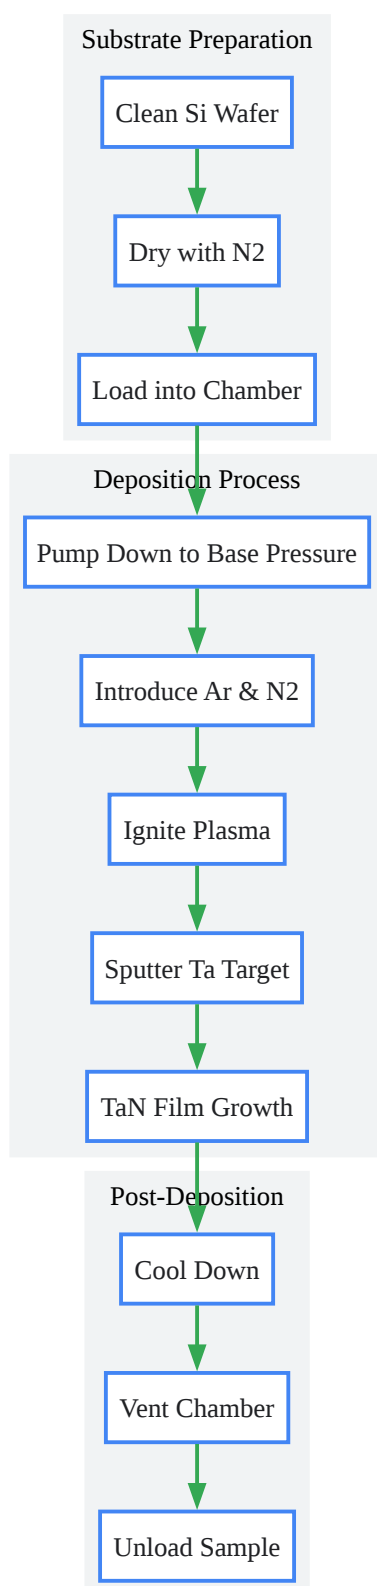 Substrate Preparation
Clean Si Wafer
Dry with N2
Load into Chamber
Deposition Process
Pump Down to Base Pressure
Introduce Ar & N2
Ignite Plasma
Sputter Ta Target
TaN Film Growth
Post-Deposition
Cool Down
Vent Chamber
Unload Sample